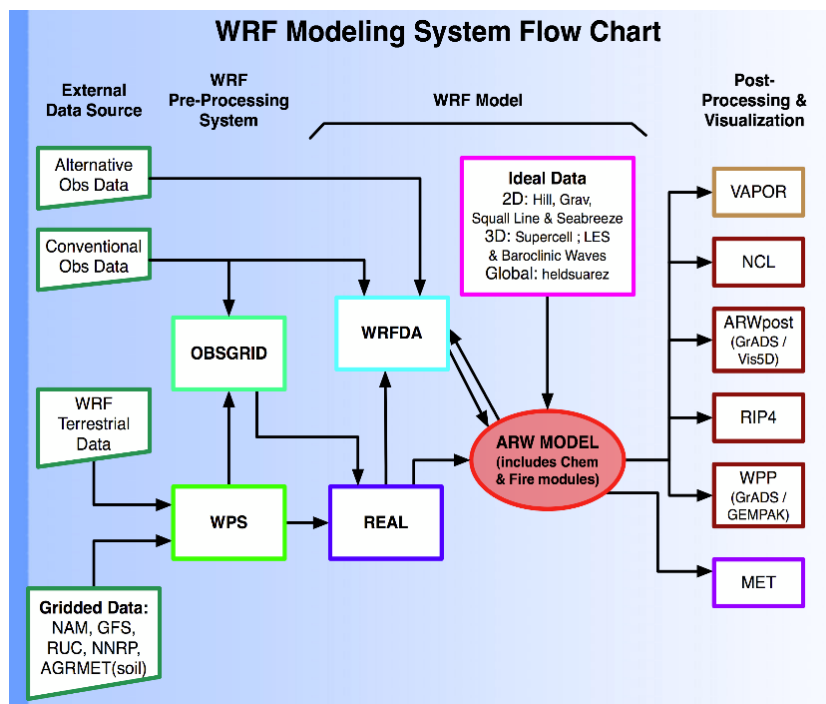 WRF Modeling System Flow Chart
External
Data Source
WRF
Pre-Processing
System
WRF Model
Post-
Processing &
Visualization
Alternative
Obs Data
Conventional
Obs Data
OBSGRID
WRF
Terrestrial
Data
WPS
Gridded Data:
NAM, GFS,
RUC, NNRP,
AGRMET(soil)
WRFDA
REAL
Ideal Data
2D: Hill, Grav,
Squall Line & Seabreeze
3D: Supercell ; LES
& Baroclinic Waves
Global: heldsuarez
ARW MODEL
(includes Chem
& Fire modules)
VAPOR
NCL
ARWpost
(GrADS /
Vis5D)
RIP4
WPP
(GrADS /
GEMPAK)
MET